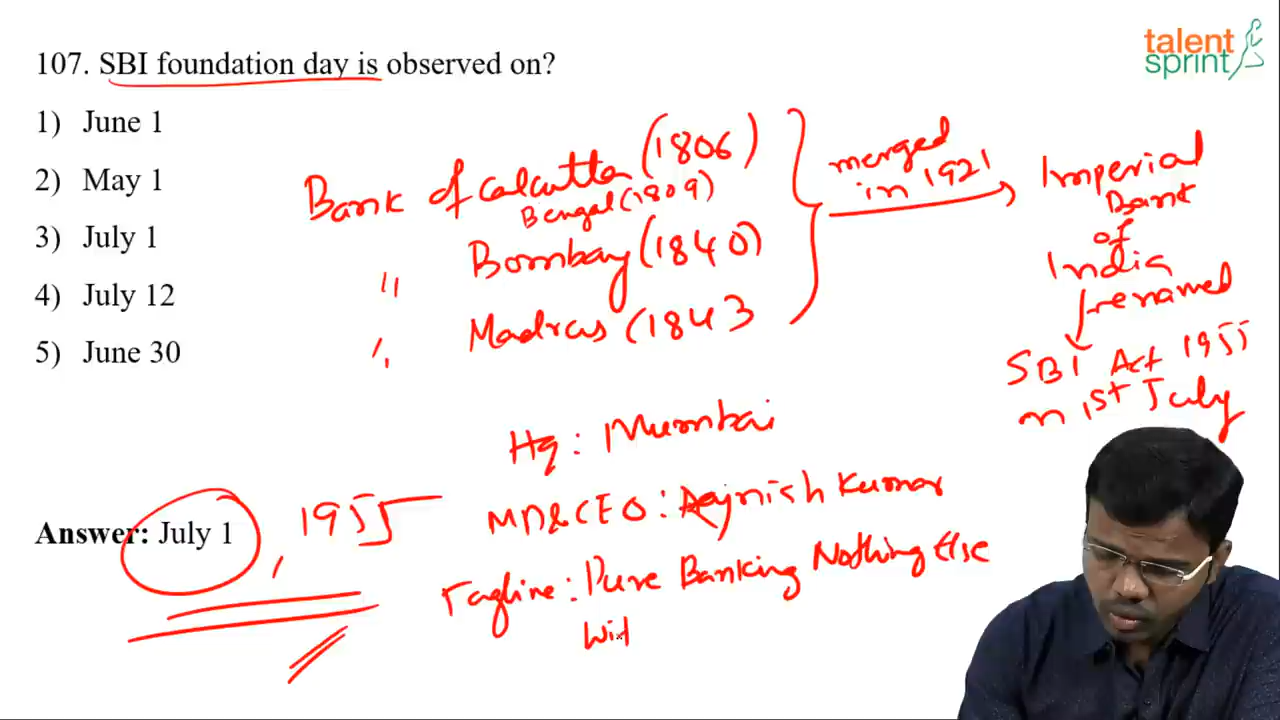 talent
sprint
107. SBI foundation day is observed on?
1) June 1
2) May 1
3) July 1
4) July 12
5) June 30
Bank of Calcutta (1806)
Bengal (1809)
" Bombay (1840)
" Madras (1843
merged
in 1921
Imperial
Bank
of
India
renamed
SBI Act 1955
on 1st July
Hq: Mumbai
MD&CEO: Rajnish Kumar
Tagline: Pure Banking Nothing Else
Wit
Answer: July 1, 1955